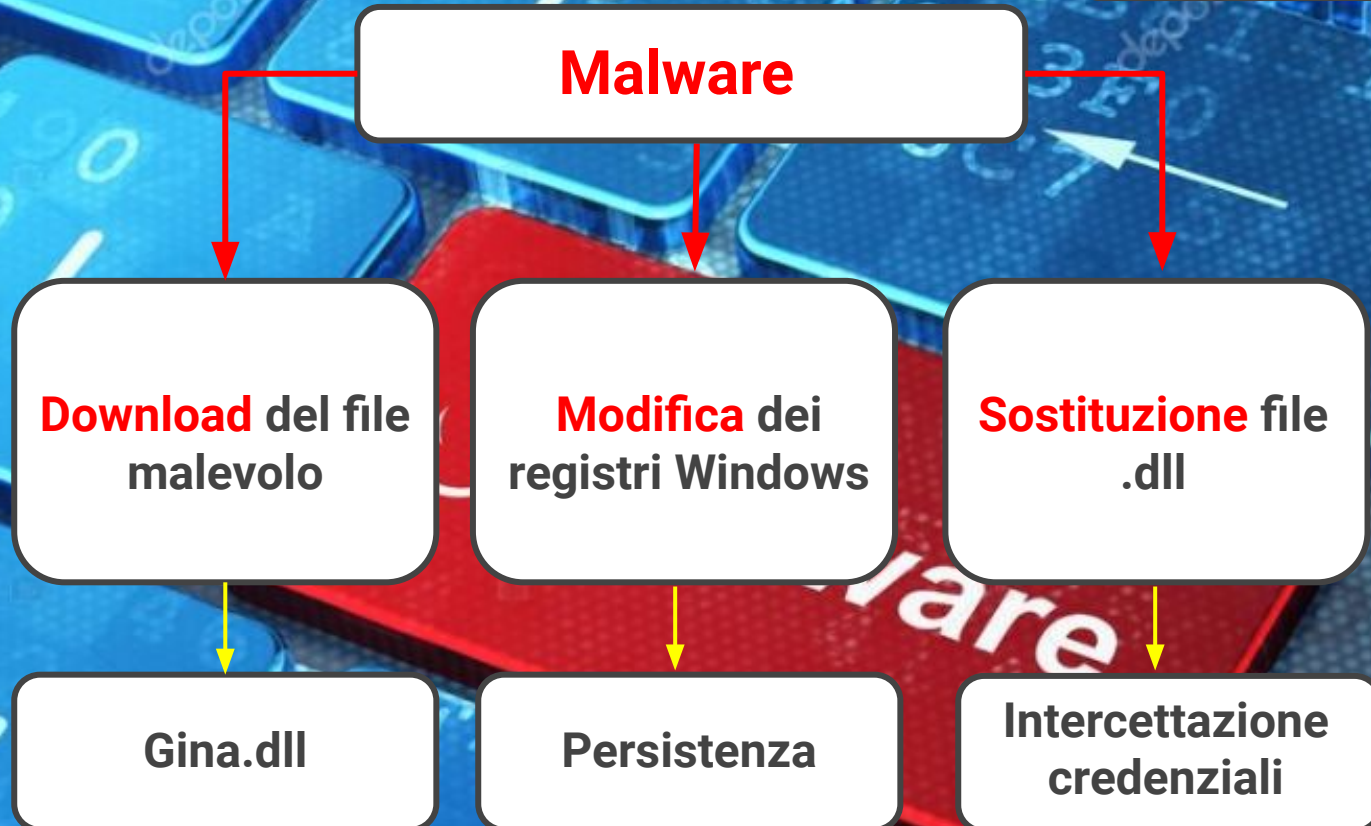 Malware
Download del file
malevolo
Modifica dei
registri Windows
Sostituzione file
.dll
Gina.dll
Persistenza
Intercettazione
credenziali